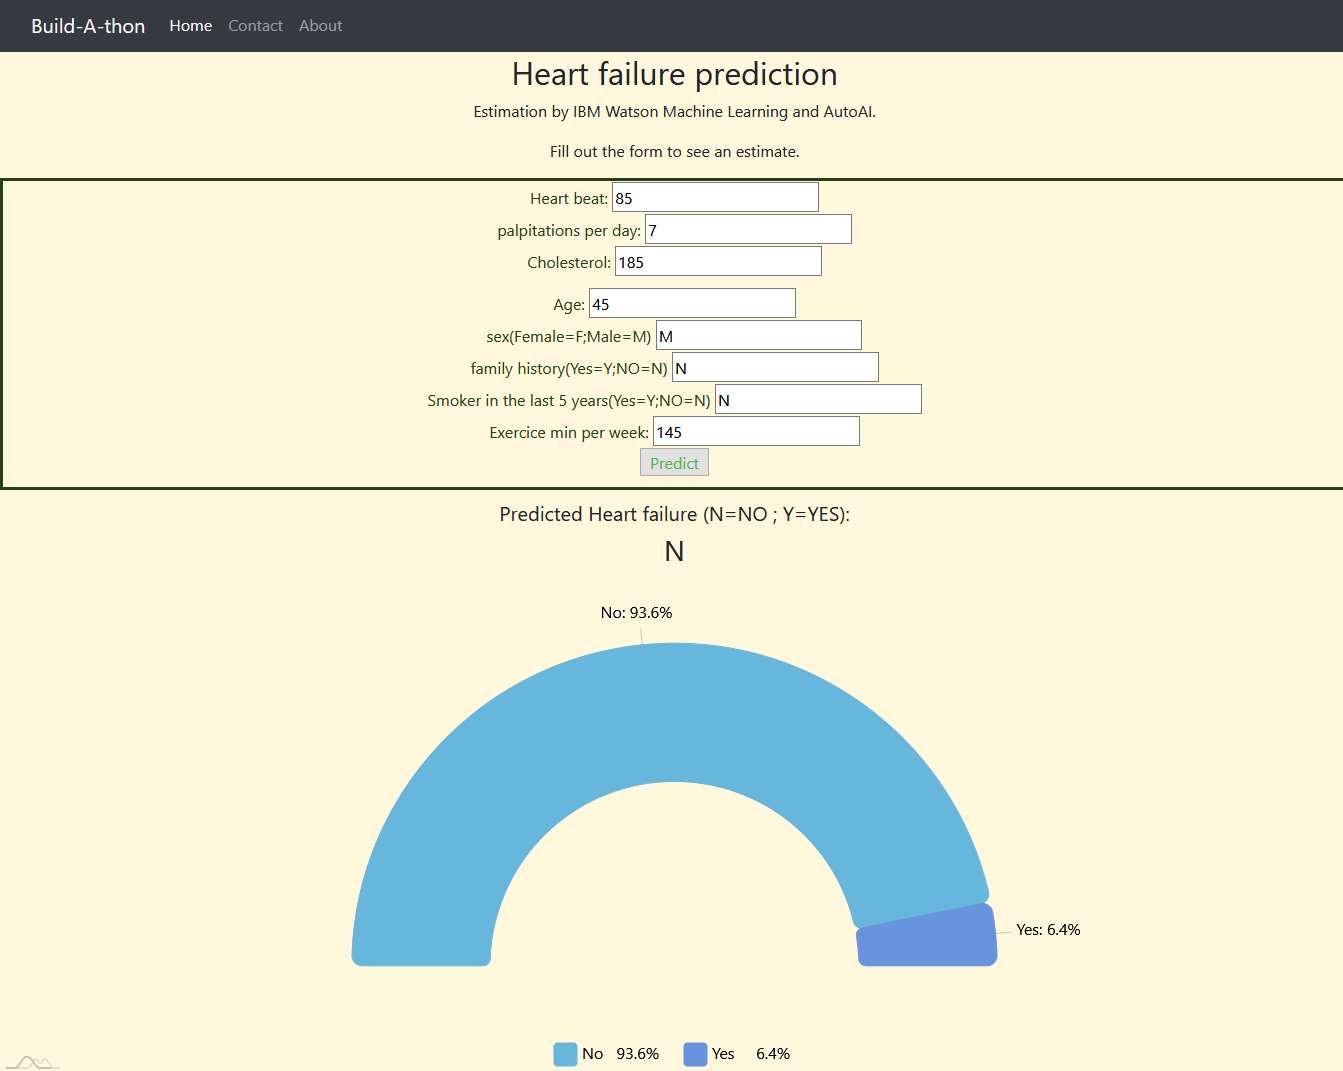 Build-A-thon Home Contact About
Heart failure prediction
Estimation by IBM Watson Machine Learning and AutoAI.
Fill out the form to see an estimate.
Heart beat: 85
palpitations per day: 7
Cholesterol: 185
Age: 45
sex(Female=F;Male=M) M
family history(Yes=Y;NO=N) N
Smoker in the last 5 years(Yes=Y;NO=N) N
Exercice min per week: 145
Predict
Predicted Heart failure (N=NO ; Y=YES):
N
No: 93.6%
Yes: 6.4%
No 93.6% Yes 6.4%